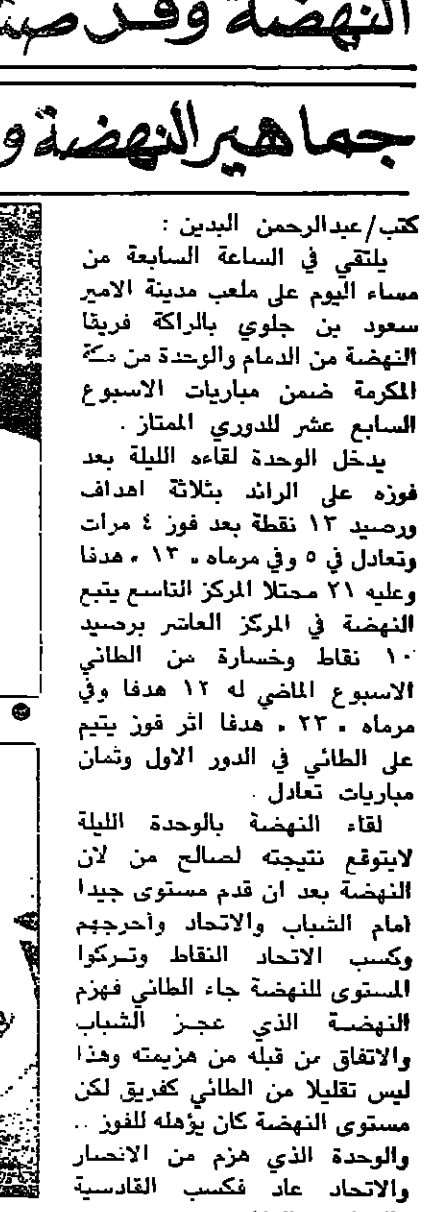 النهضة وفي
جماهير النهضة و
كتب/عبدالرحمن البدين :
يلتقي في الساعة السابعة من
مساء اليوم على ملعب مدينة الامير
سعود بن جلوي بالراكة فريقا
النهضة من الدمام والوحدة من مكة
المكرمة ضمن مباريات الاسبوع
السابع عشر للدوري الممتاز .
يدخل الوحدة لقاءه الليلة بعد
فوزه على الرائد بثلاثة اهداف
ورصيد ١٣ نقطة بعد فوز ٤ مرات
وتعادل في ٥ وفي مرماه « ١٣ » هدفا
وعليه ٢١ محتلا المركز التاسع يتبع
النهضة في المركز العاشر برصيد
١٠ نقاط وخسارة من الطائي
الاسبوع الماضي له ١٢ هدفا وفي
مرماه « ٢٣ » هدفا اثر فوز يتيم
على الطائي في الدور الاول وثمان
مباريات تعادل .
لقاء النهضة بالوحدة الليلة
لايتوقع نتيجته لصالح من لان
النهضة بعد ان قدم مستوى جيدا
أمام الشباب والاتحاد وأحرجهم
وكسب الاتحاد النقاط وتركوا
المستوى للنهضة جاء الطائي فهزم
النهضة الذي عجز الشباب
والاتفاق من قبله من هزيمته وهذا
ليس تقليلا من الطائي كفريق لكن
مستوى النهضة كان يؤهله للفوز ..
والوحدة الذي هزم من الانصار
والاتحاد عاد فكسب القادسية